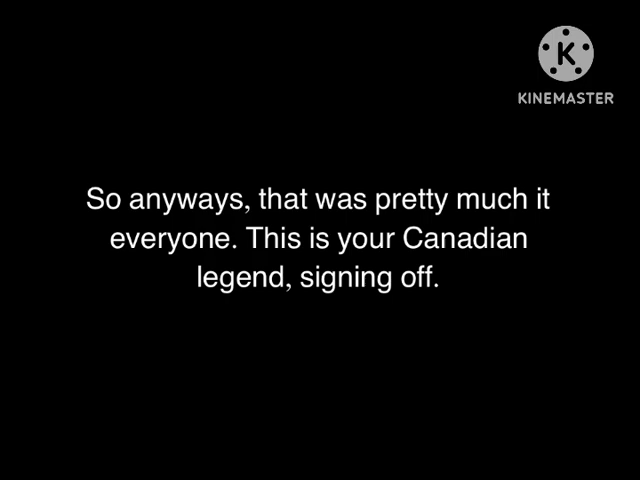 K
KINEMASTER
So anyways, that was pretty much it
everyone. This is your Canadian
legend, signing off.